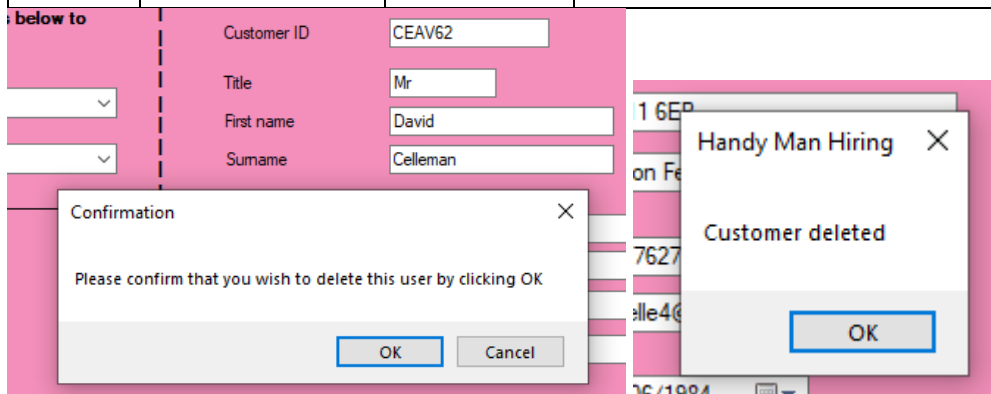 below to
Customer ID
CEAV62
Title
Mr
First name
David
Surname
Celleman
Confirmation
Please confirm that you wish to delete this user by clicking OK
OK
Cancel
Handy Man Hiring
Customer deleted
OK
1 6EP
on Fe
7627
elle4@
06/1984